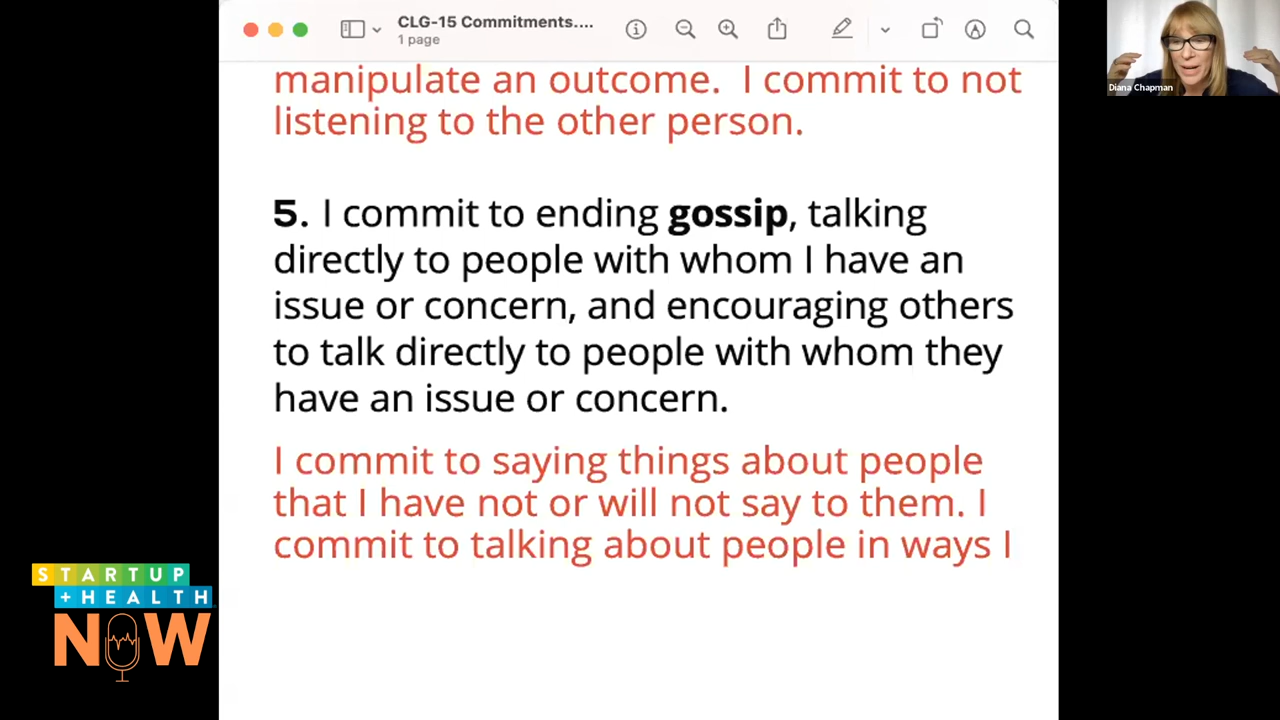 CLG-15 Commitments....
1 page
Diana Chapman
manipulate an outcome. I commit to not
listening to the other person.
5. I commit to ending gossip, talking
directly to people with whom I have an
issue or concern, and encouraging others
to talk directly to people with whom they
have an issue or concern.
I commit to saying things about people
that I have not or will not say to them. I
commit to talking about people in ways I
STARTUP
+HEALTH
NOW